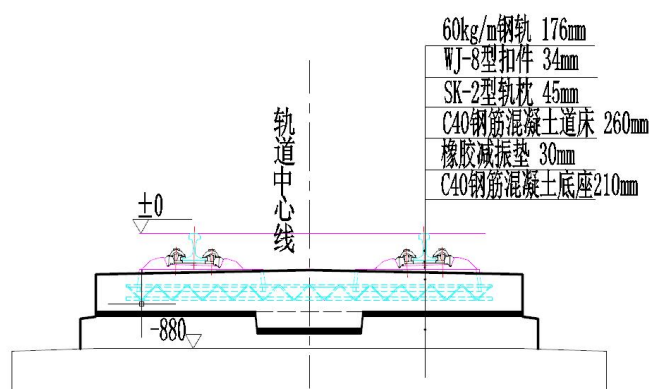 60kg/m钢轨 176mm
WJ-8型扣件 34mm
SK-2型轨枕 45mm
C40钢筋混凝土道床 260mm
橡胶减振垫 30mm
C40钢筋混凝土底座210mm
轨道中心线
±0
-880